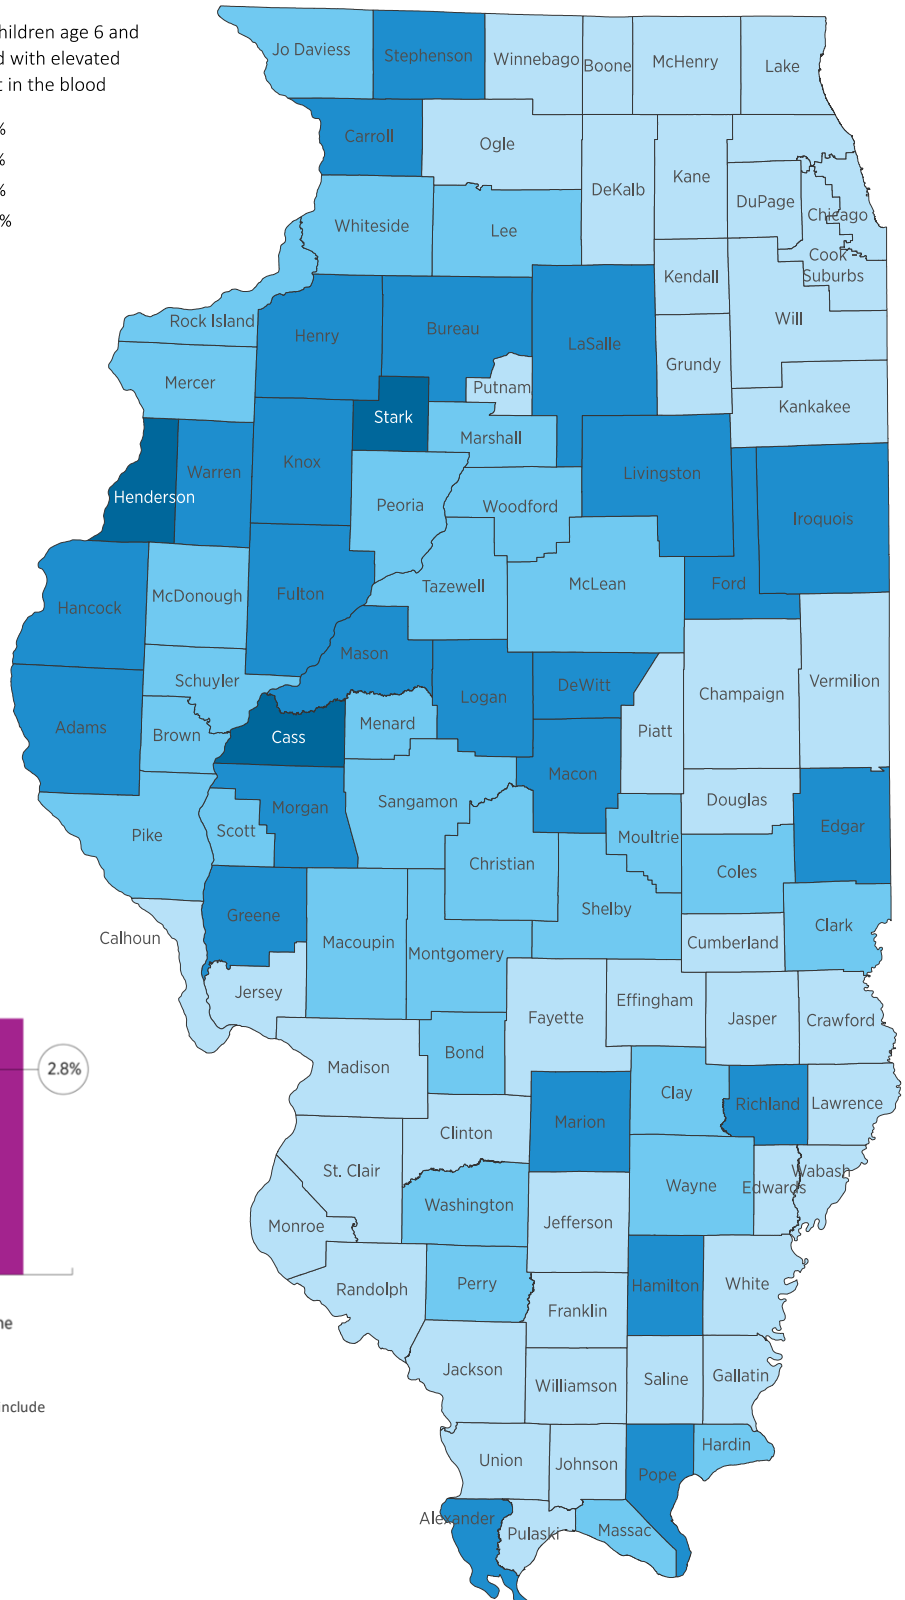 children age 6 and
d with elevated
t in the blood
%
%
%
%
Jo Daviess
Stephenson
Winnebago
Boone
McHenry
Lake
Carroll
Ogle
DeKalb
Kane
DuPage
Chicago
Whiteside
Lee
Cook
Suburbs
Kendall
Rock Island
Henry
Bureau
LaSalle
Will
Mercer
Putnam
Grundy
Kankakee
Stark
Marshall
Henderson
Warren
Knox
Livingston
Peoria
Woodford
Iroquois
Hancock
McDonough
Fulton
Tazewell
McLean
Ford
Mason
Schuyler
Logan
DeWitt
Champaign
Vermilion
Adams
Brown
Cass
Menard
Piatt
Macon
Morgan
Sangamon
Douglas
Pike
Scott
Moultrie
Edgar
Christian
Coles
Greene
Shelby
Calhoun
Macoupin
Montgomery
Cumberland
Clark
Jersey
Effingham
Fayette
Jasper
Crawford
Bond
Madison
2.8%
Clay
Richland
Lawrence
Marion
Clinton
St. Clair
Wayne
Edwards
Wabash
Washington
Monroe
Jefferson
Randolph
Perry
Hamilton
White
Franklin
ne
Jackson
Williamson
Saline
Gallatin
nclude
Union
Johnson
Pope
Hardin
Alexander
Pulaski
Massac